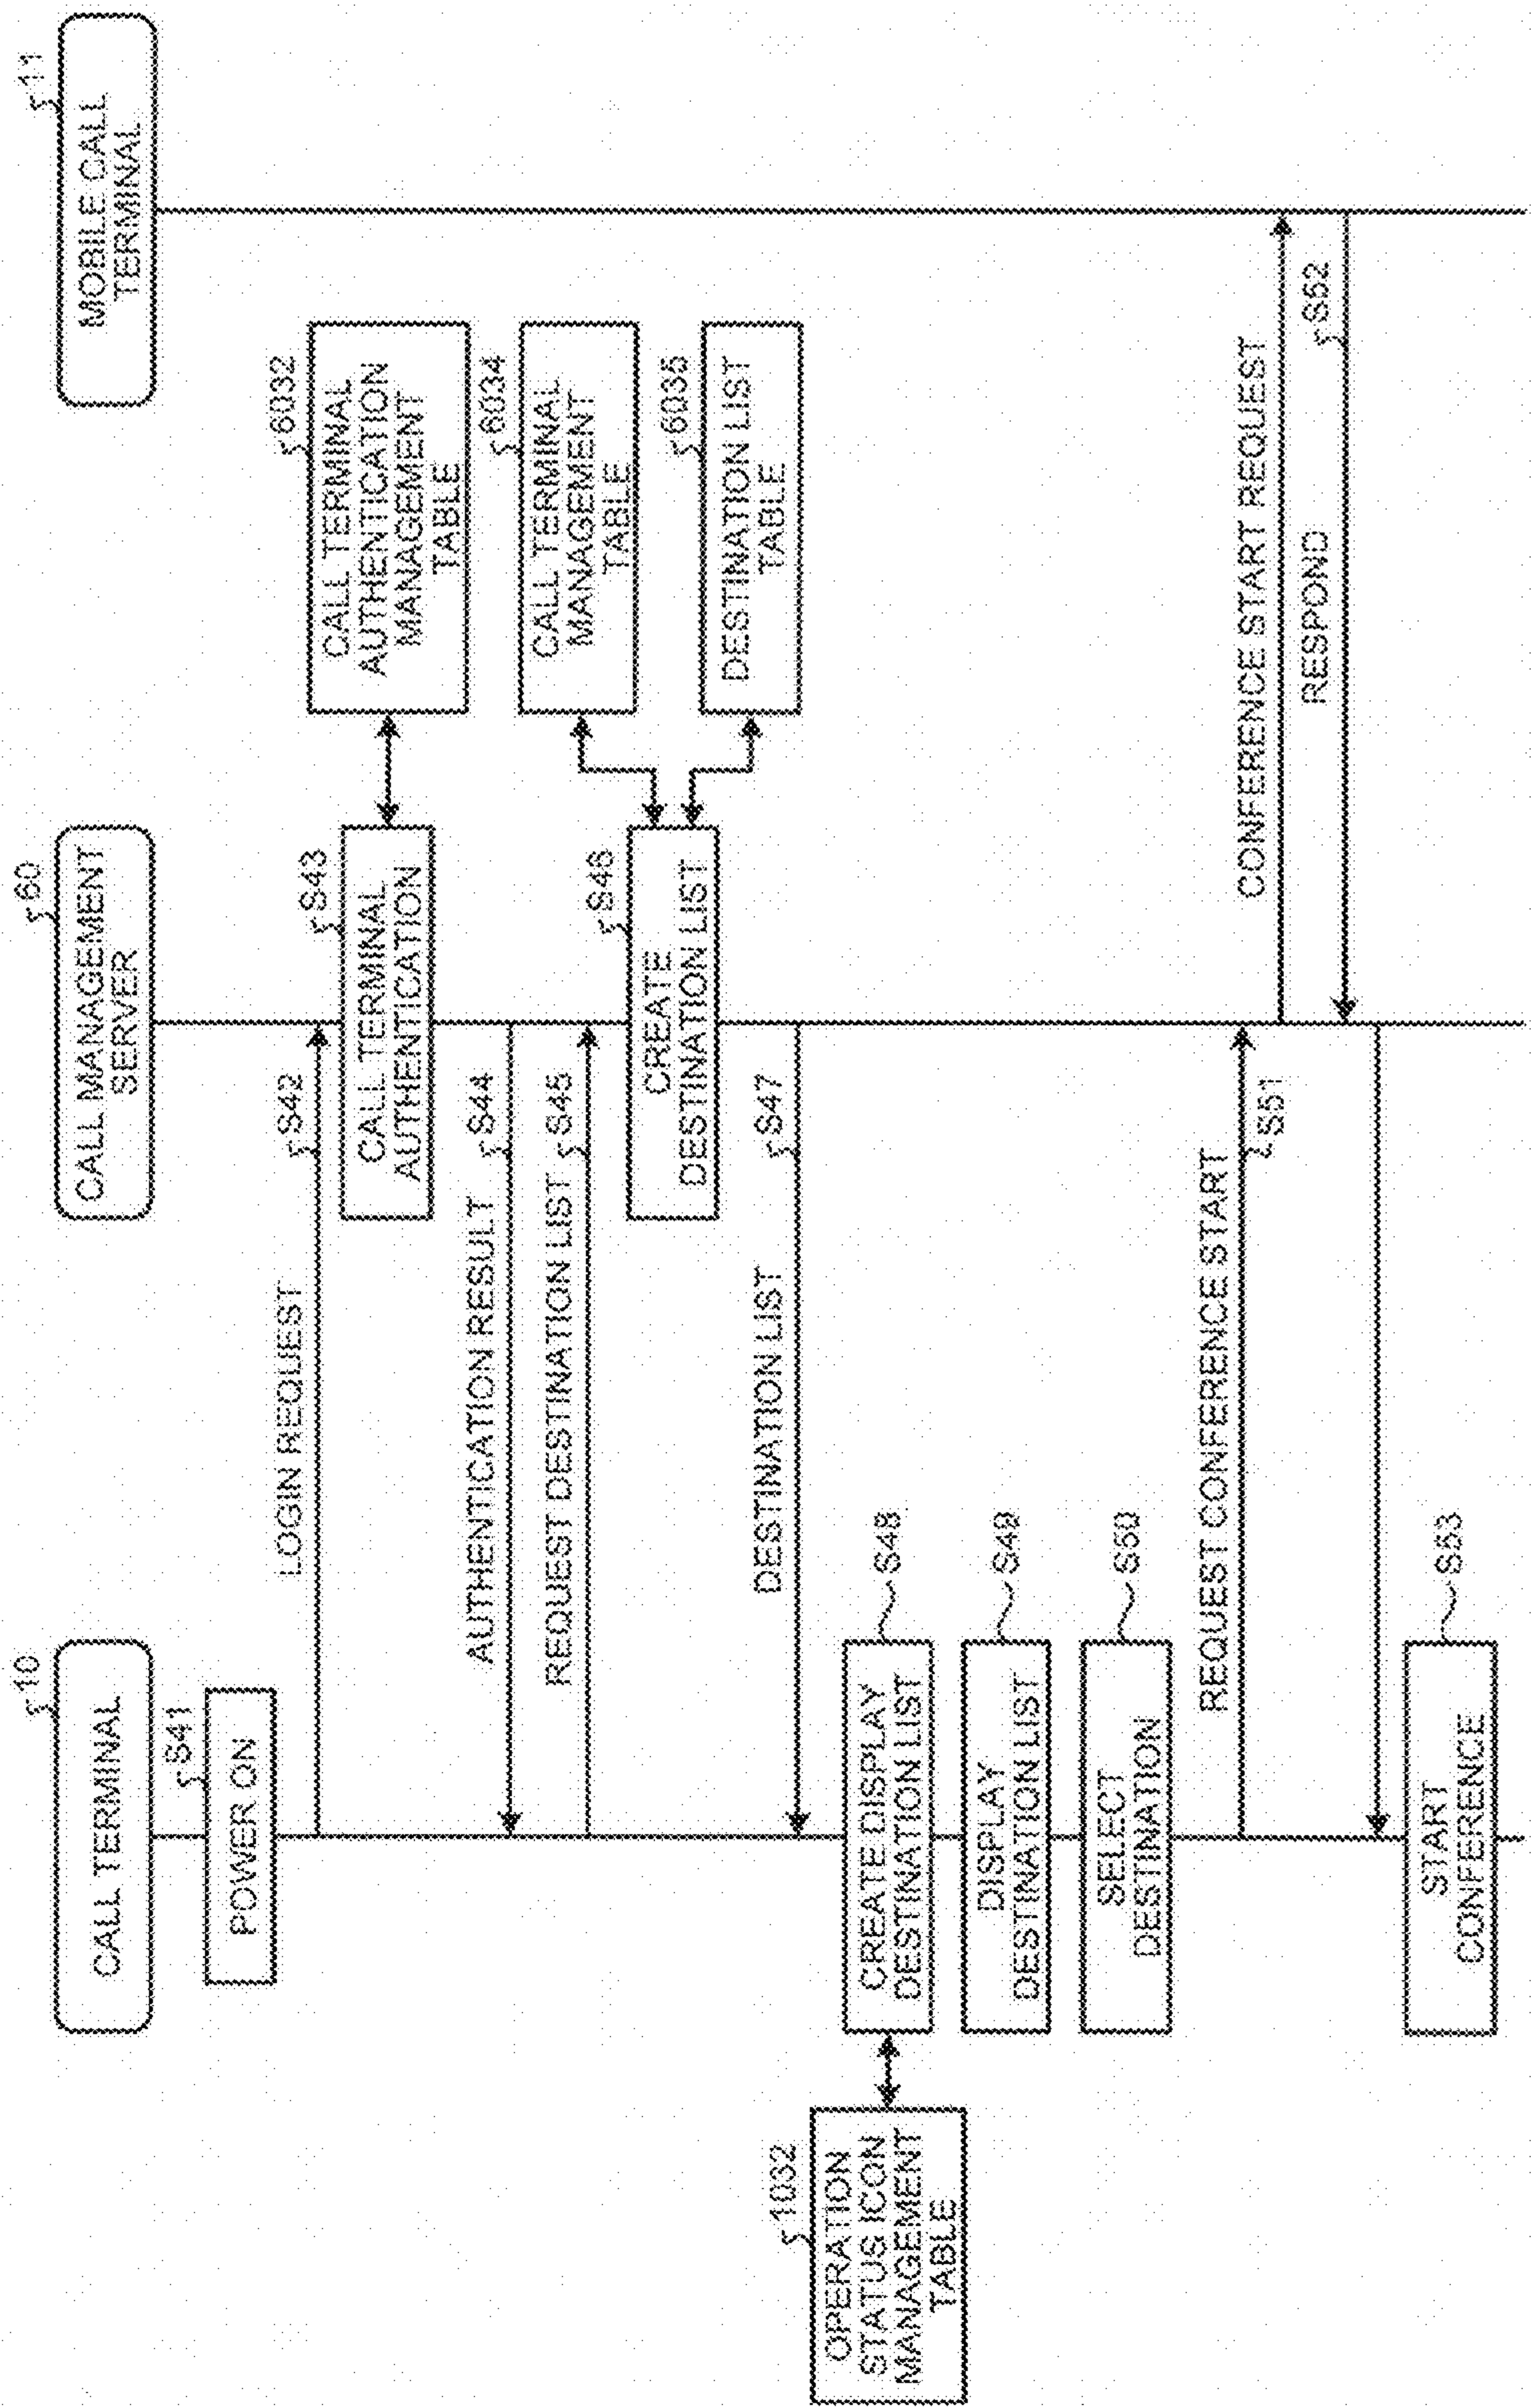 10
CALL TERMINAL
60
CALL MANAGEMENT
SERVER
11
MOBILE CALL
TERMINAL
S41
POWER ON
LOGIN REQUEST
S42
S43
CALL TERMINAL
AUTHENTICATION
6032
CALL TERMINAL
AUTHENTICATION
MANAGEMENT
TABLE
AUTHENTICATION RESULT
S44
REQUEST DESTINATION LIST
S45
S46
CREATE
DESTINATION LIST
6034
CALL TERMINAL
MANAGEMENT
TABLE
6035
DESTINATION LIST
TABLE
DESTINATION LIST
S47
1032
OPERATION
STATUS ICON
MANAGEMENT
TABLE
CREATE DISPLAY
DESTINATION LIST
S48
DISPLAY
DESTINATION LIST
S49
SELECT
DESTINATION
S50
REQUEST CONFERENCE START
S51
CONFERENCE START REQUEST
RESPOND
S52
START
CONFERENCE
S53